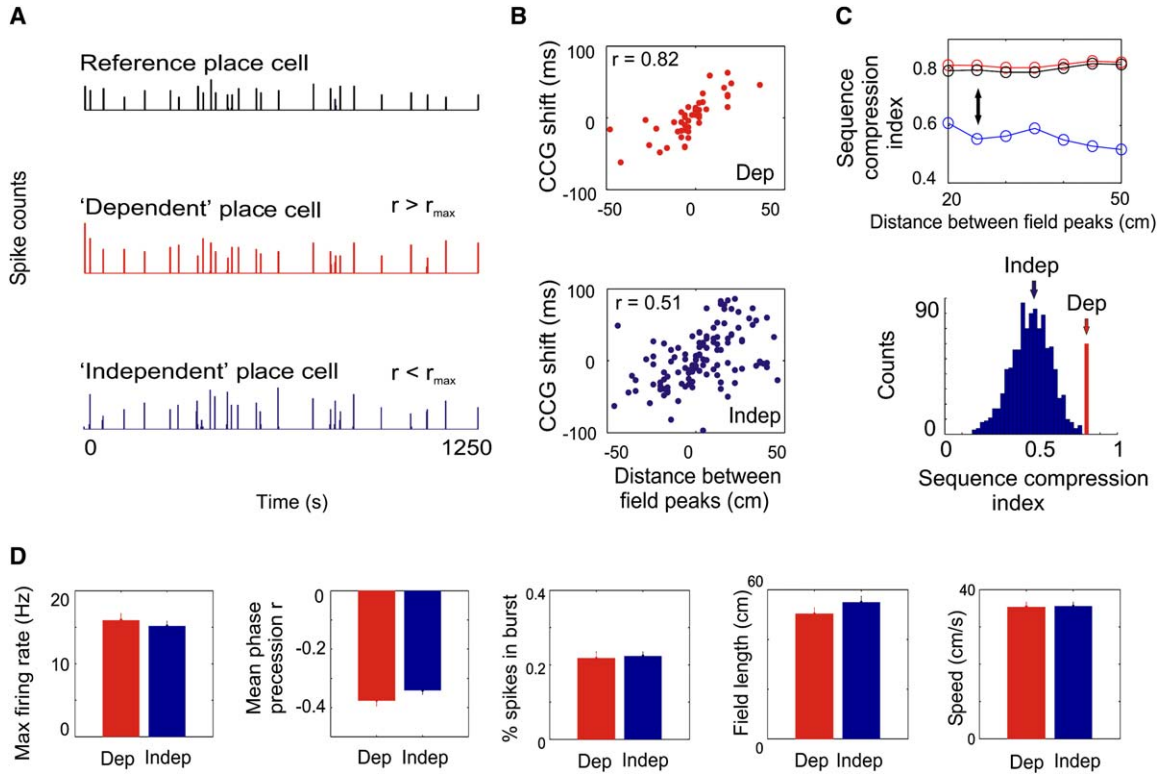 A
Reference place cell
'Dependent' place cell
r > rmax
'Independent' place cell
r < rmax
Spike counts
0
1250
Time (s)
B
100
r = 0.82
CCG shift (ms)
0
Dep
-100
-50
0
50
100
r = 0.51
CCG shift (ms)
0
Indep
-100
-50
0
50
Distance between
field peaks (cm)
C
Sequence
compression
index
0.8
0.6
0.4
20
50
Distance between field peaks (cm)
Indep
Dep
90
Counts
0
0
0.5
1
Sequence compression
index
D
Max firing rate (Hz)
20
10
0
Dep Indep
Mean phase
precession r
0
-0.2
-0.4
Dep Indep
% spikes in burst
0.4
0.2
0
Dep Indep
Field length (cm)
60
0
Dep Indep
Speed (cm/s)
40
20
0
Dep Indep